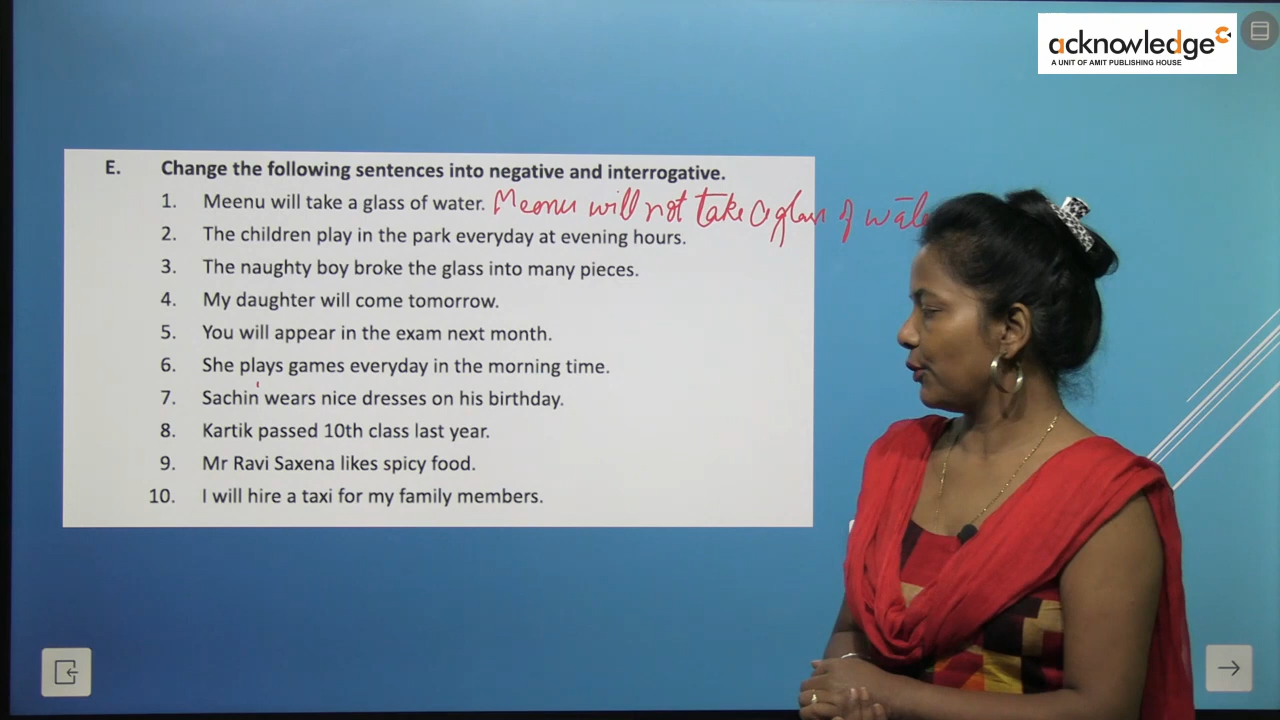 acknowledge
A UNIT OF AMIT PUBLISHING HOUSE
E. Change the following sentences into negative and interrogative.
1. Meenu will take a glass of water. Meenu will not take a glass of wate
2. The children play in the park everyday at evening hours.
3. The naughty boy broke the glass into many pieces.
4. My daughter will come tomorrow.
5. You will appear in the exam next month.
6. She plays games everyday in the morning time.
7. Sachin wears nice dresses on his birthday.
8. Kartik passed 10th class last year.
9. Mr Ravi Saxena likes spicy food.
10. I will hire a taxi for my family members.